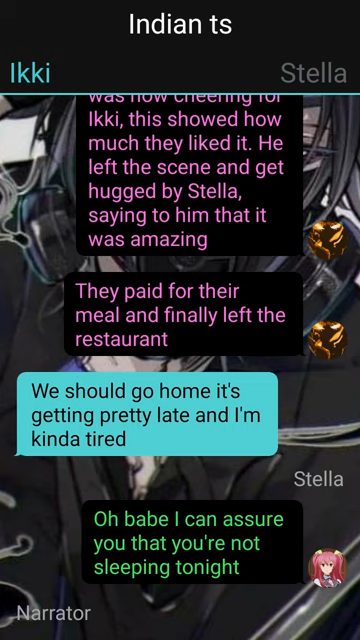 Indian ts
Ikki
Stella
was now cheering for
Ikki, this showed how
much they liked it. He
left the scene and get
hugged by Stella,
saying to him that it
was amazing
They paid for their
meal and finally left the
restaurant
We should go home it's
getting pretty late and I'm
kinda tired
Stella
Oh babe I can assure
you that you're not
sleeping tonight
Narrator